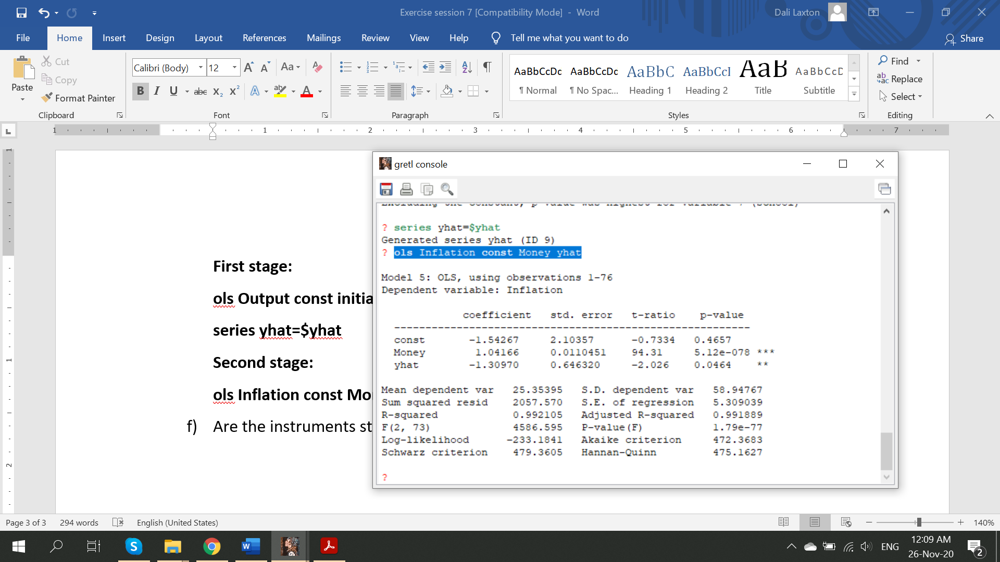 Exercise session 7 [Compatibility Mode] - Word
Dali Laxton
File Home Insert Design Layout References Mailings Review View Help Tell me what you want to do
Share
Paste
Cut
Copy
Format Painter
Clipboard
Calibri (Body) 12
Font
Paragraph
AaBbCcDc AaBbCcDc AaBbC AaBbCcI AaB AaBbCcD
¶ Normal ¶ No Spac... Heading 1 Heading 2 Title Subtitle
Styles
Find
Replace
Select
Editing
1 1 2 3 4 5 6 7
First stage:
ols Output const initia
series yhat=$yhat
Second stage:
ols Inflation const Mo
f) Are the instruments st
gretl console
? series yhat=$yhat
Generated series yhat (ID 9)
? ols Inflation const Money yhat
Model 5: OLS, using observations 1-76
Dependent variable: Inflation
coefficient std. error t-ratio p-value
const -1.54267 2.10357 -0.7334 0.4657
Money 1.04166 0.0110451 94.31 5.12e-078 ***
yhat -1.30970 0.646320 -2.026 0.0464 **
Mean dependent var 25.35395 S.D. dependent var 58.94767
Sum squared resid 2057.570 S.E. of regression 5.309039
R-squared 0.992105 Adjusted R-squared 0.991889
F(2, 73) 4586.595 P-value(F) 1.79e-77
Log-likelihood -233.1841 Akaike criterion 472.3683
Schwarz criterion 479.3605 Hannan-Quinn 475.1627
?
Page 3 of 3 294 words English (United States) 140%
ENG
12:09 AM
26-Nov-20
2